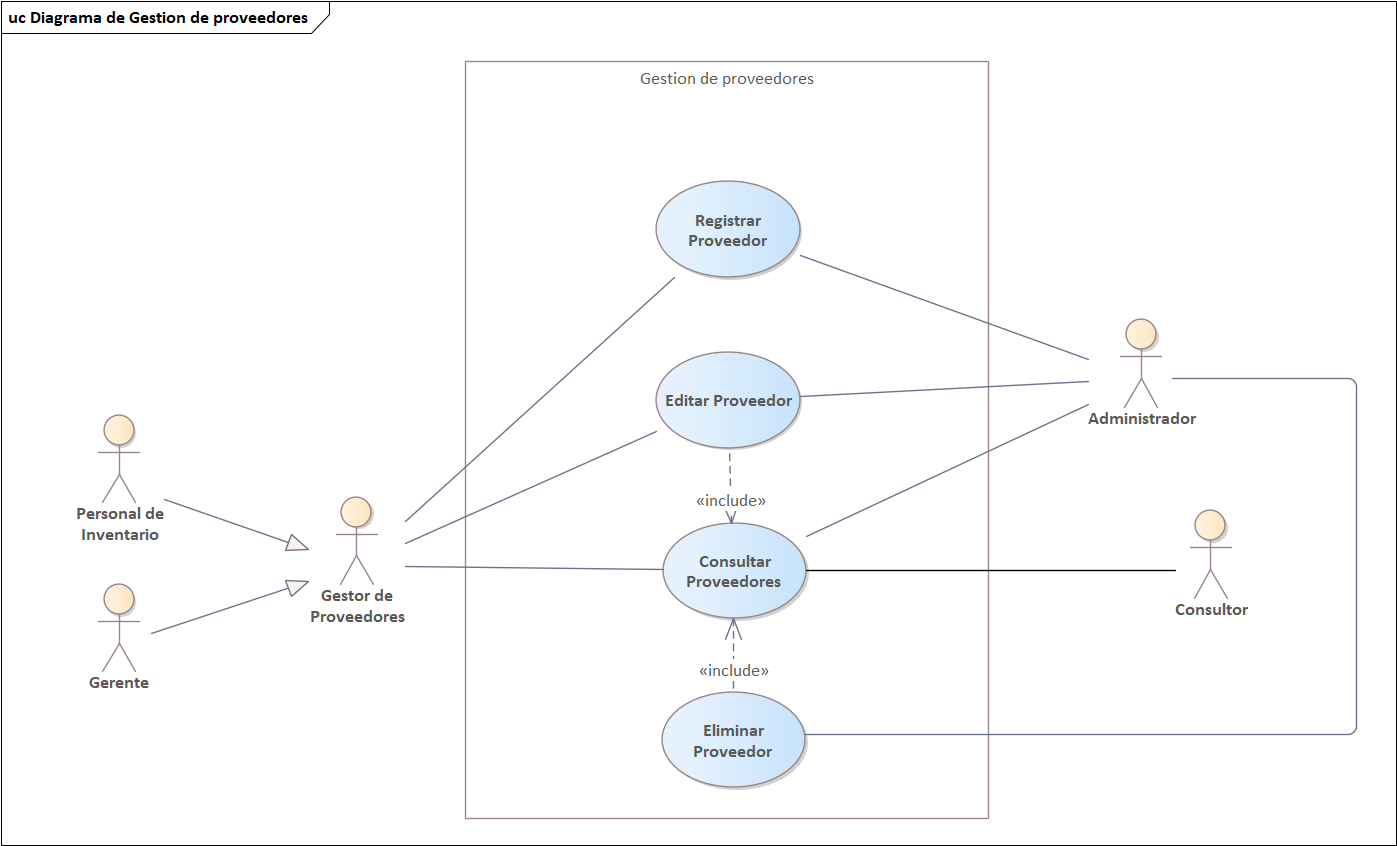 uc Diagrama de Gestion de proveedores
Gestion de proveedores
Registrar
Proveedor
Editar Proveedor
Administrador
«include»
Personal de
Inventario
Consultar
Proveedores
Gestor de
Proveedores
Consultor
«include»
Gerente
Eliminar
Proveedor